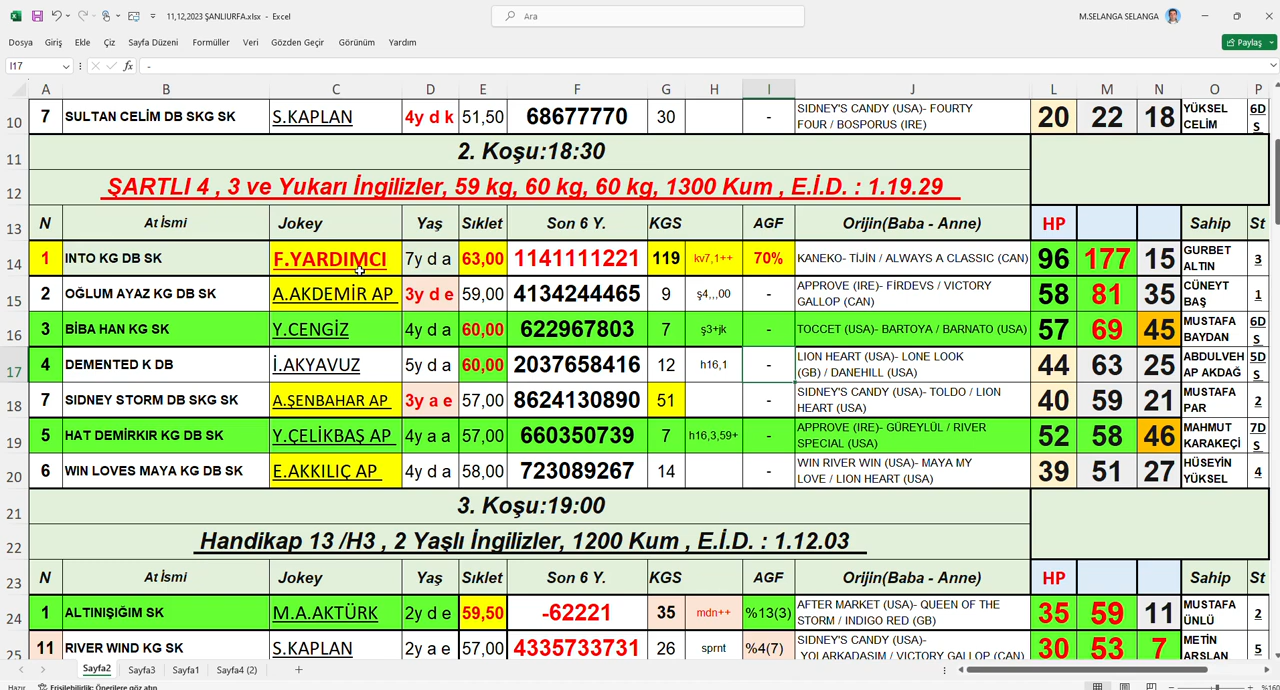 11,12,2023 ŞANLIURFA.xlsx - Excel
Ara
M.SELANGA SELANGA
Dosya Giriş Ekle Çiz Sayfa Düzeni Formüller Veri Gözden Geçir Görünüm Yardım
Paylaş
I17 fx -
A B C D E F G H I J L M N O P
10 7 SULTAN CELİM DB SKG SK S.KAPLAN 4y d k 51,50 68677770 30 - SIDNEY'S CANDY (USA)- FOURTY FOUR / BOSPORUS (IRE) 20 22 18 YÜKSEL CELİM 6D S
11 2. Koşu:18:30
12 ŞARTLI 4 , 3 ve Yukarı İngilizler, 59 kg, 60 kg, 60 kg, 1300 Kum , E.İ.D. : 1.19.29
13 N At İsmi Jokey Yaş Sıklet Son 6 Y. KGS AGF Orijin(Baba - Anne) HP Sahip St
14 1 INTO KG DB SK F.YARDIMCI 7y d a 63,00 1141111221 119 kv7,1++ 70% KANEKO- TIJIN / ALWAYS A CLASSIC (CAN) 96 177 15 GURBET ALTIN 3
15 2 OĞLUM AYAZ KG DB SK A.AKDEMİR AP 3y d e 59,00 4134244465 9 ş4,,,00 - APPROVE (IRE)- FİRDEVS / VICTORY GALLOP (CAN) 58 81 35 CÜNEYT BAŞ 1
16 3 BİBA HAN KG SK Y.CENGİZ 4y d a 60,00 622967803 7 ş3+jk - TOCCET (USA)- BARTOYA / BARNATO (USA) 57 69 45 MUSTAFA BAYDAN 6D S
17 4 DEMENTED K DB İ.AKYAVUZ 5y d a 60,00 2037658416 12 h16,1 - LION HEART (USA)- LONE LOOK (GB) / DANEHILL (USA) 44 63 25 ABDULVEH AP AKDAĞ 5D S
18 7 SIDNEY STORM DB SKG SK A.ŞENBAHAR AP 3y a e 57,00 8624130890 51 - SIDNEY'S CANDY (USA)- TOLDO / LION HEART (USA) 40 59 21 MUSTAFA PAR 2
19 5 HAT DEMİRKIR KG DB SK Y.ÇELİKBAŞ AP 4y a a 57,00 660350739 7 h16,3,59+ - APPROVE (IRE)- GÜREYLÜL / RIVER SPECIAL (USA) 52 58 46 MAHMUT KARAKEÇİ 7D S
20 6 WIN LOVES MAYA KG DB SK E.AKKILIÇ AP 4y d a 58,00 723089267 14 - WIN RIVER WIN (USA)- MAYA MY LOVE / LION HEART (USA) 39 51 27 HÜSEYİN YÜKSEL 4
21 3. Koşu:19:00
22 Handikap 13 /H3 , 2 Yaşlı İngilizler, 1200 Kum , E.İ.D. : 1.12.03
23 N At İsmi Jokey Yaş Sıklet Son 6 Y. KGS AGF Orijin(Baba - Anne) HP Sahip St
24 1 ALTINIŞIĞIM SK M.A.AKTÜRK 2y d e 59,50 -62221 35 mdn++ %13(3) AFTER MARKET (USA)- QUEEN OF THE STORM / INDIGO RED (GB) 35 59 11 MUSTAFA ÜNLÜ 2
25 11 RIVER WIND KG SK S.KAPLAN 2y a e 57,00 4335733731 26 sprnt %4(7) SIDNEY'S CANDY (USA)- YOLARKADASIM / VICTORY GALLOP (CAN) 30 53 7 METİN ARSLAN 5
Sayfa2 Sayfa3 Sayfa1 Sayfa4 (2)
Hazır Erişilebilirlik: Önerilere göz atın %160